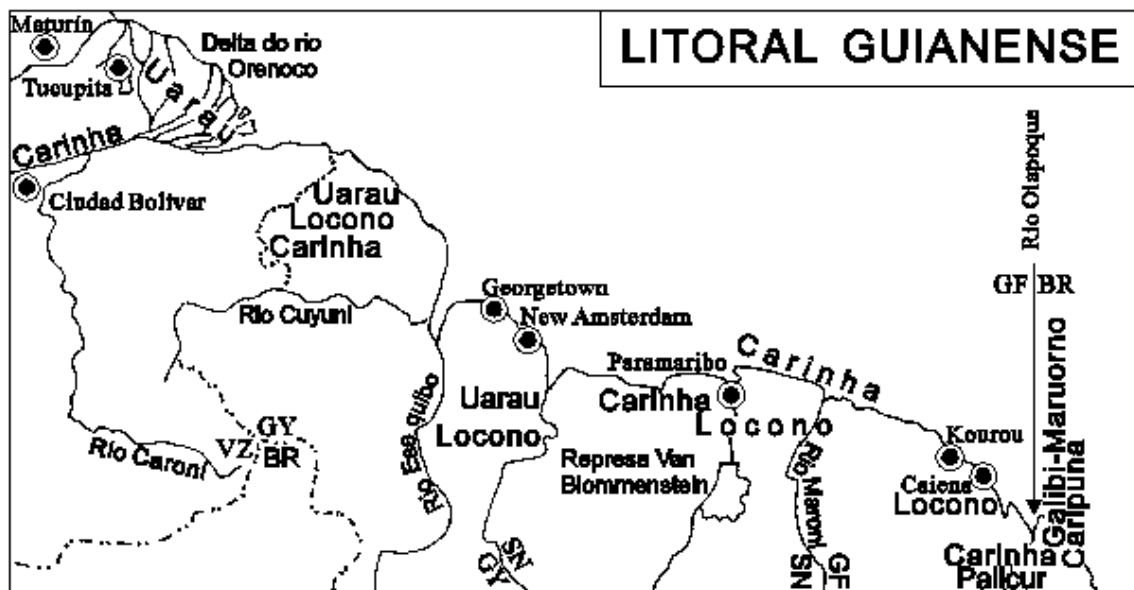 Maturín
Delta do rio
Orenoco
LITORAL GUIANENSE
Tucupita
Uarau
Carinha
Ciudad Bolivar
Uarau
Locono
Carinha
Rio Oiapoque
GF BR
Georgetown
New Amsterdam
Rio Cuyuni
Paramaribo
Carinha
Carinha
Uarau
Locono
Locono
Rio Essequibo
GY
VZ
BR
Rio Caroni
Represa Van
Blommenstein
Rio Maroni
Kourou
Caiena
Locono
Galibi-Maruorno
Caripuna
Carinha
Palicur
SN
GY
GF
SN